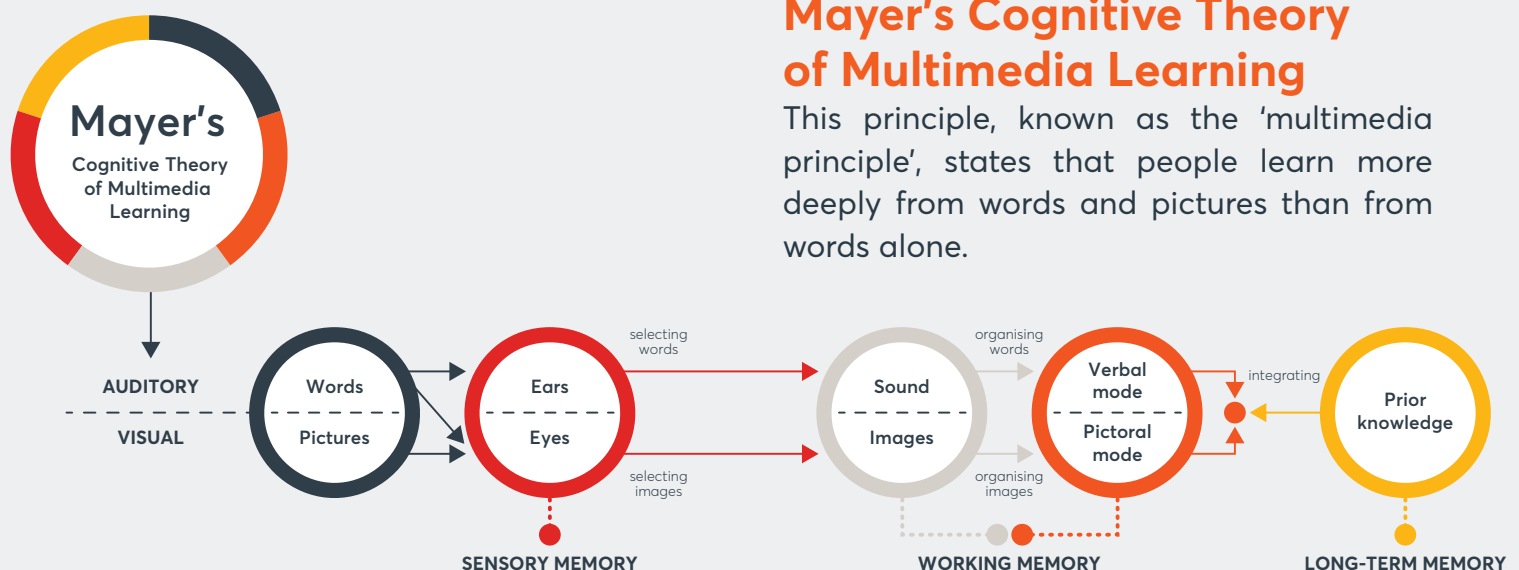 Mayer's Cognitive Theory
of Multimedia Learning
This principle, known as the 'multimedia
principle', states that people learn more
deeply from words and pictures than from
words alone.
Mayer's
Cognitive Theory
of Multimedia
Learning
AUDITORY
VISUAL
Words
Pictures
Ears
Eyes
selecting
words
selecting
images
Sound
Images
organising
words
organising
images
Verbal
mode
Pictoral
mode
integrating
Prior
knowledge
SENSORY MEMORY
WORKING MEMORY
LONG-TERM MEMORY